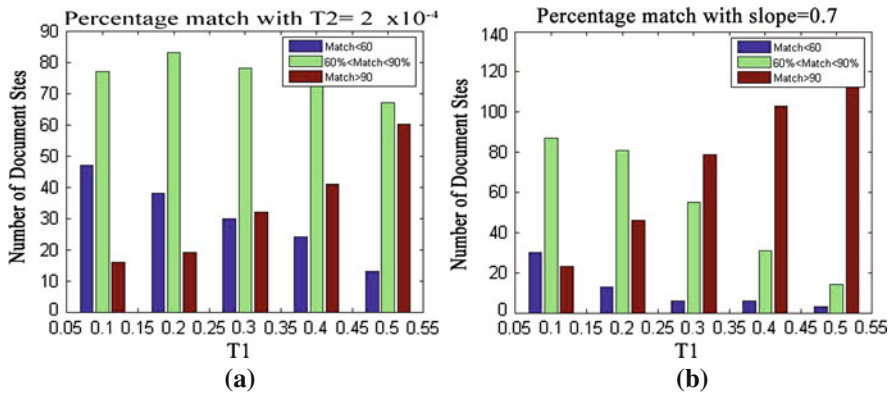 Percentage match with T2= 2 x10-4
Match<60
60%<Match<90%
Match>90
Number of Document Stes
90
80
70
60
50
40
30
20
10
0
0.05 0.1 0.15 0.2 0.25 0.3 0.35 0.4 0.45 0.5 0.55
T1
(a)
Percentage match with slope=0.7
Match<60
60%<Match<90%
Match>90
Number of Document Stes
140
120
100
80
60
40
20
0
0.05 0.1 0.15 0.2 0.25 0.3 0.35 0.4 0.45 0.5 0.55
T1
(b)